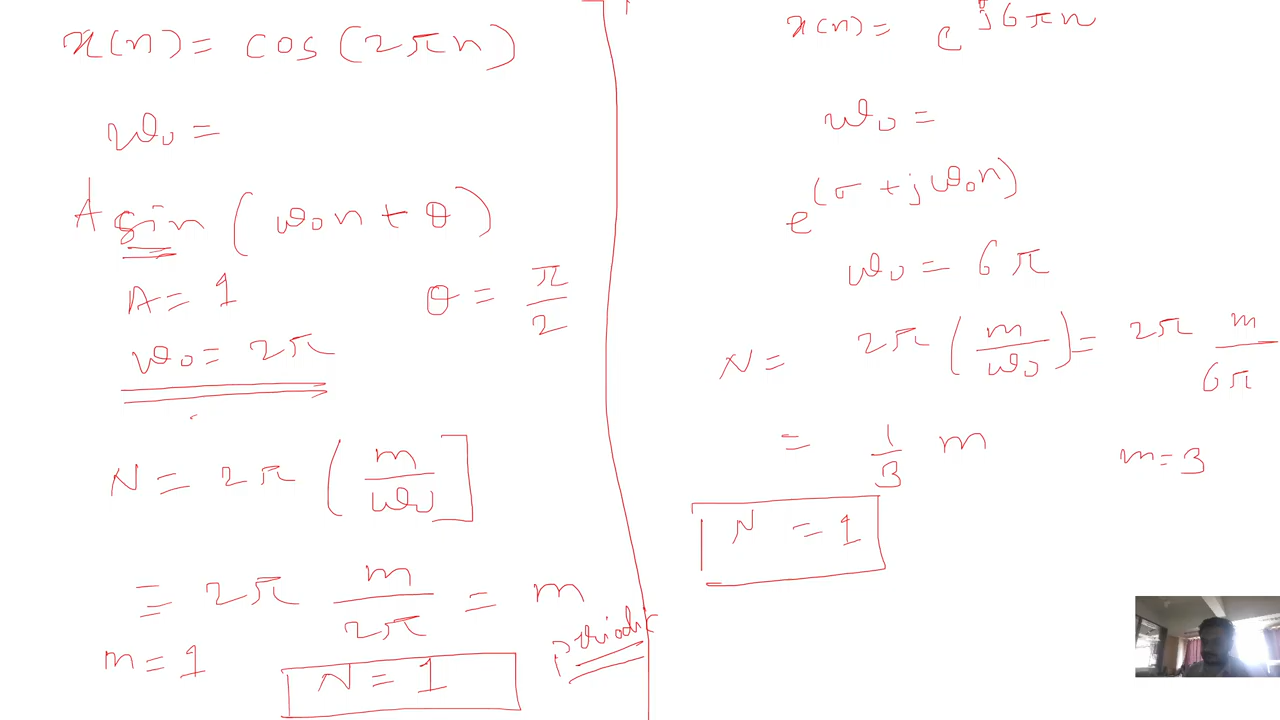 x(n) = cos(2πn)
ω₀ =
A sin(ω₀n + θ)
A = 1 θ = π/2
ω₀ = 2π
N = 2π (m/ω₀]
= 2π m/2π = m
m = 1
N = 1
periodic
x(n) = e^{j6πn}
ω₀ =
e^{(σ + jω₀n)}
ω₀ = 6π
N = 2π (m/ω₀) = 2π m/6π
= 1/3 m m = 3
N = 1